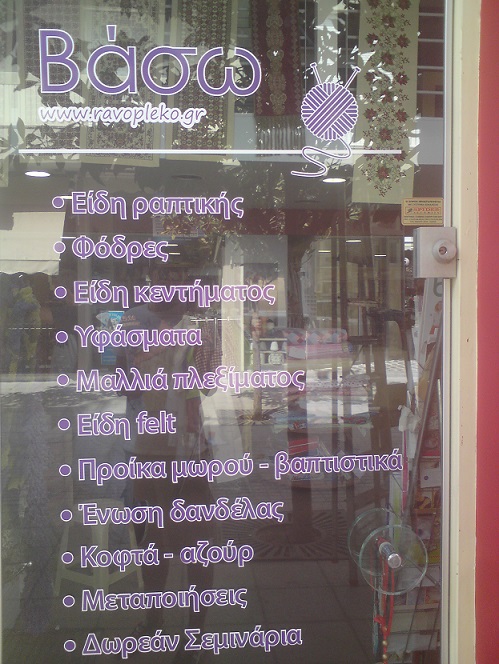 Βάσω
www.ravopleko.gr
• Είδη ραπτικής
• Φόδρες
• Είδη κεντήματος
• Υφάσματα
• Μαλλιά πλεξίματος
• Είδη felt
• Προίκα μωρού - βαπτιστικά
• Ένωση δανδέλας
• Κοφτά - αζούρ
• Μεταποιήσεις
• Δωρεάν Σεμινάρια